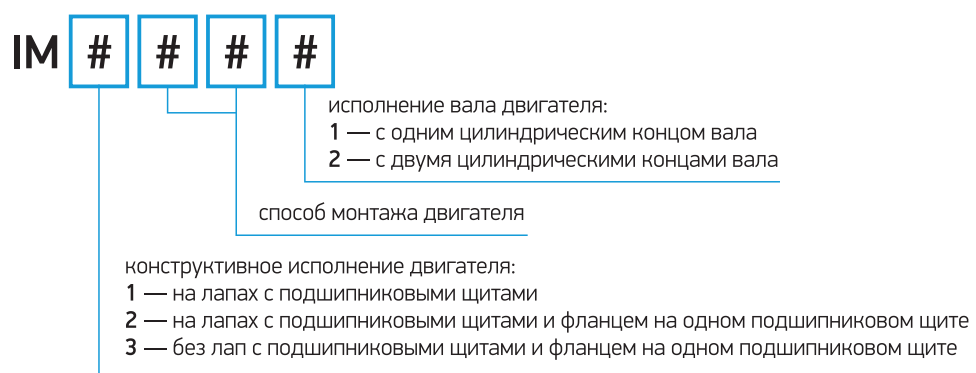 IM # # # #
исполнение вала двигателя:
1 — с одним цилиндрическим концом вала
2 — с двумя цилиндрическими концами вала
способ монтажа двигателя
конструктивное исполнение двигателя:
1 — на лапах с подшипниковыми щитами
2 — на лапах с подшипниковыми щитами и фланцем на одном подшипниковом щите
3 — без лап с подшипниковыми щитами и фланцем на одном подшипниковом щите